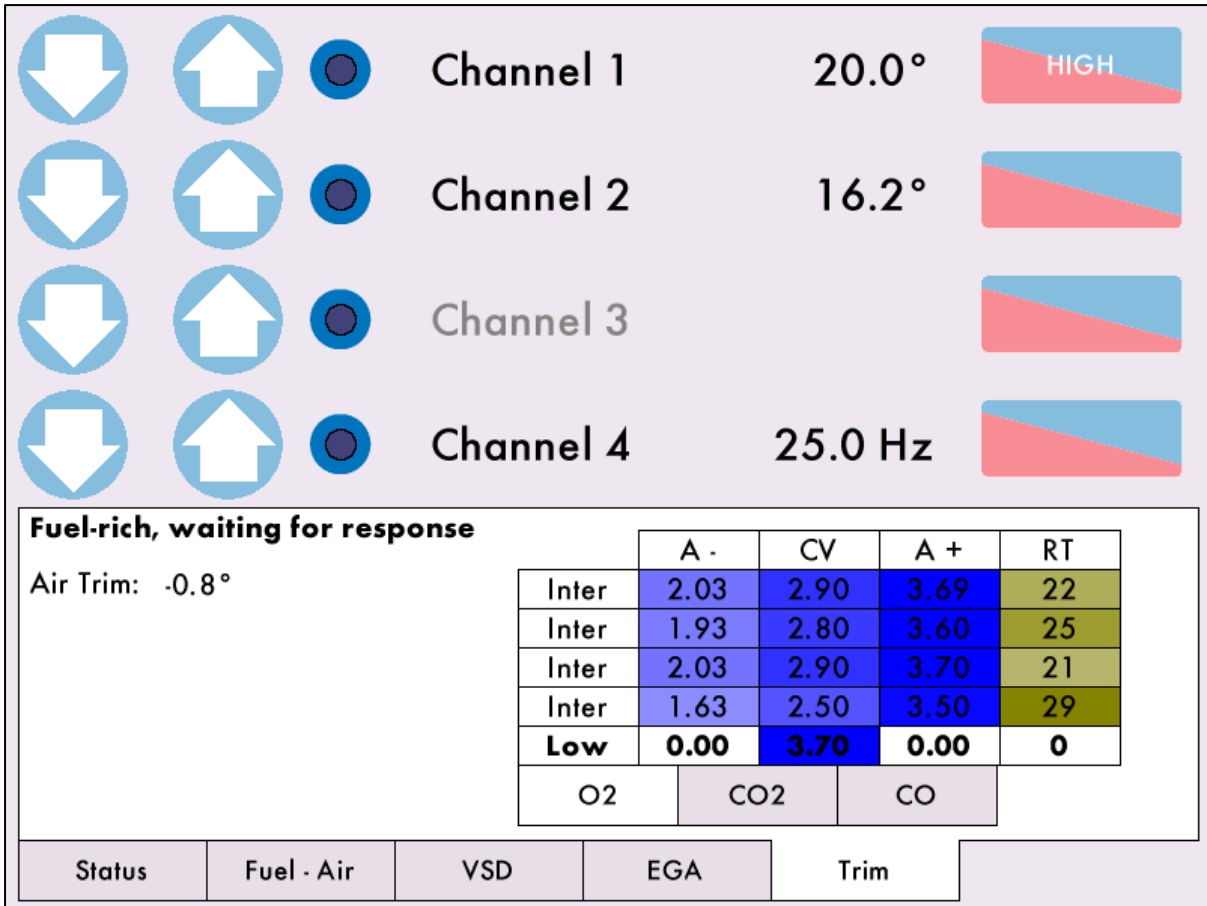 Channel 1 20.0° HIGH
Channel 2 16.2°
Channel 3
Channel 4 25.0 Hz
Fuel-rich, waiting for response
Air Trim: -0.8°
A - CV A + RT
Inter 2.03 2.90 3.69 22
Inter 1.93 2.80 3.60 25
Inter 2.03 2.90 3.70 21
Inter 1.63 2.50 3.50 29
Low 0.00 3.70 0.00 0
O2 CO2 CO
Status Fuel - Air VSD EGA Trim